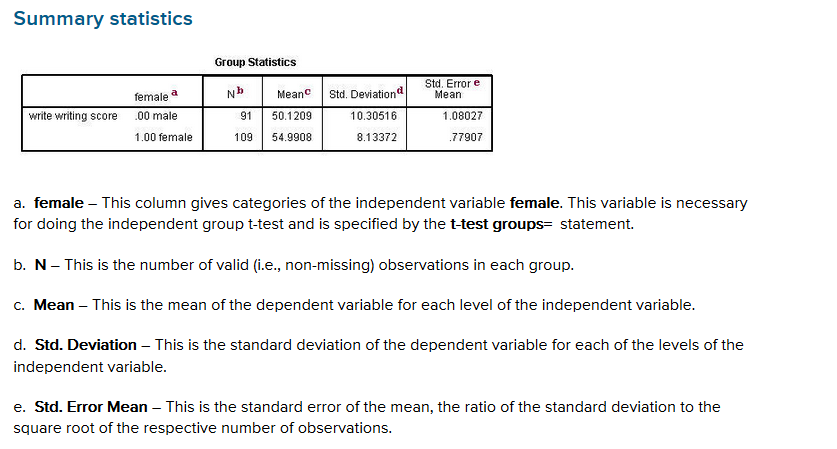 Summary statistics
Group Statistics
female a N b Mean c Std. Deviation d Std. Error e Mean
write writing score .00 male 91 50.1209 10.30516 1.08027
1.00 female 109 54.9908 8.13372 .77907
a. female – This column gives categories of the independent variable female. This variable is necessary
for doing the independent group t-test and is specified by the t-test groups= statement.
b. N – This is the number of valid (i.e., non-missing) observations in each group.
c. Mean – This is the mean of the dependent variable for each level of the independent variable.
d. Std. Deviation – This is the standard deviation of the dependent variable for each of the levels of the
independent variable.
e. Std. Error Mean – This is the standard error of the mean, the ratio of the standard deviation to the
square root of the respective number of observations.